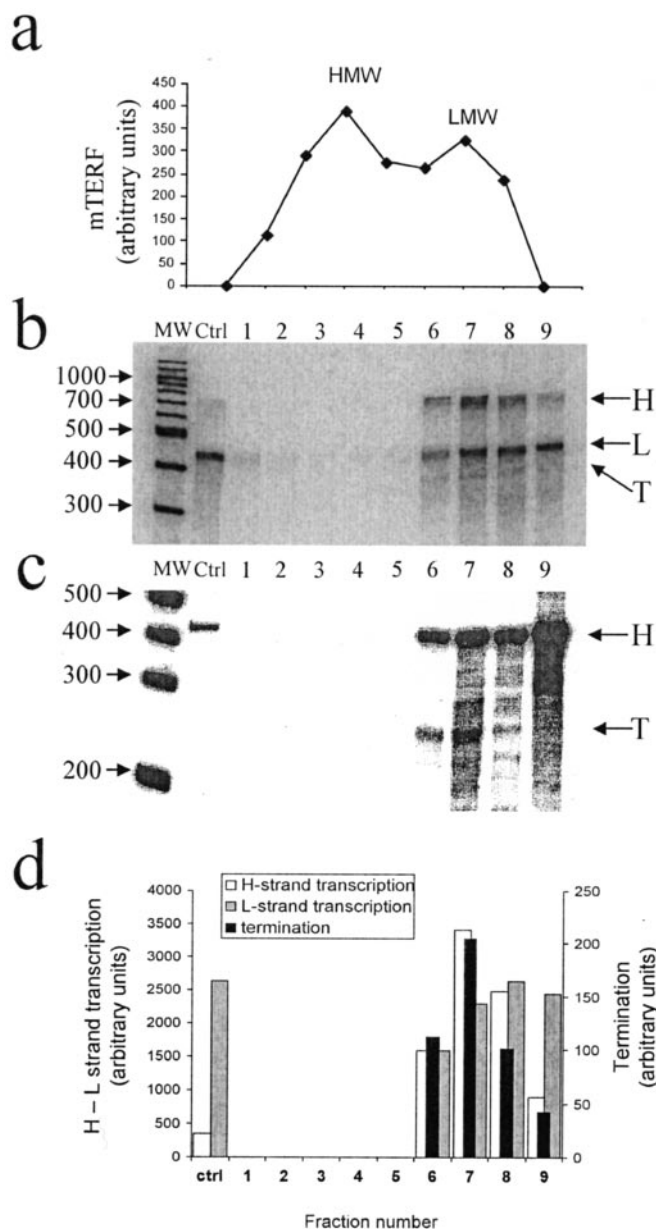 a
HMW
LMW
mTERF
(arbitrary units)
450
400
350
300
250
200
150
100
50
0
b
MW Ctrl 1 2 3 4 5 6 7 8 9
1000
700
500
400
300
H
L
T
c
MW Ctrl 1 2 3 4 5 6 7 8 9
500
400
300
200
H
T
d
H-strand transcription
L-strand transcription
termination
H – L strand transcription
(arbitrary units)
4000
3500
3000
2500
2000
1500
1000
500
0
250
200
150
100
50
0
Termination
(arbitrary units)
ctrl 1 2 3 4 5 6 7 8 9
Fraction number